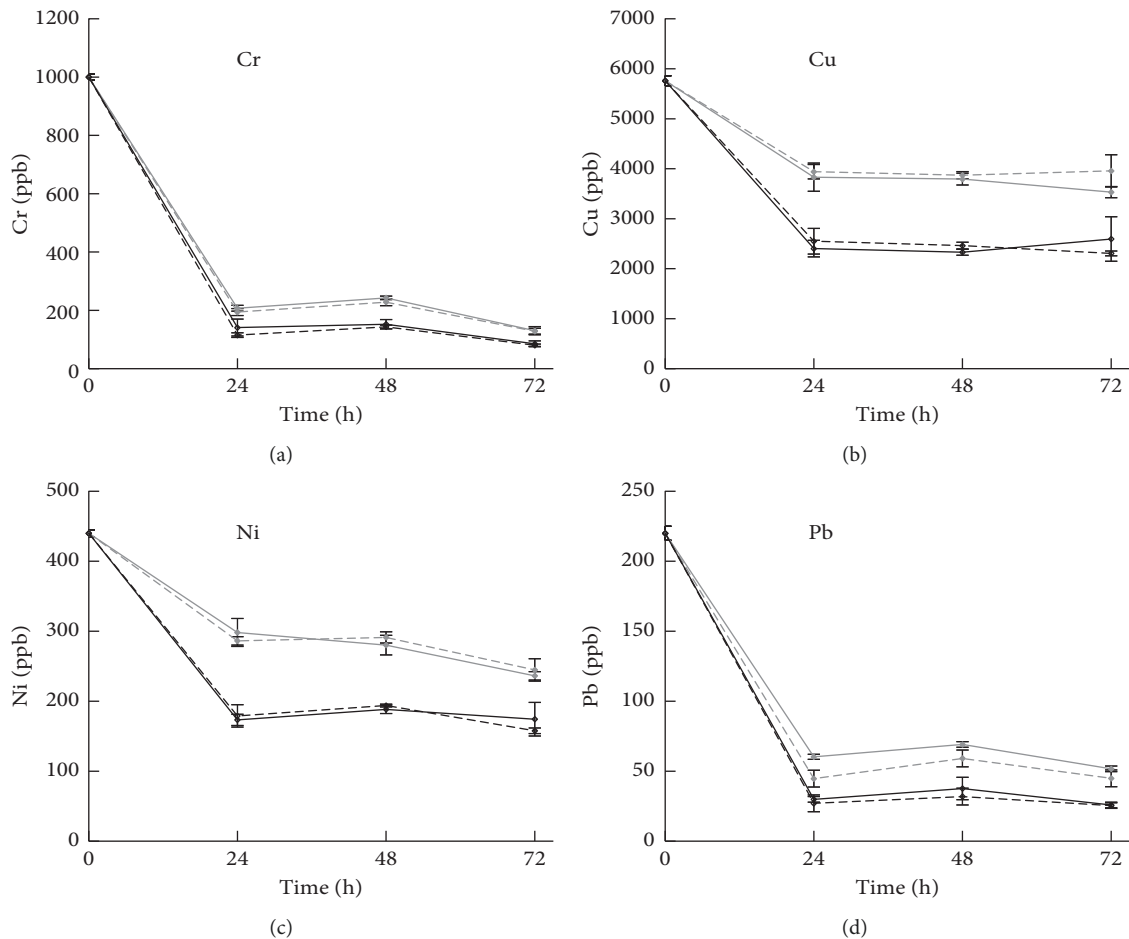 1200
1000
800
600
400
200
0
Cr (ppb)
Cr
0 24 48 72
Time (h)
(a)
7000
6000
5000
4000
3000
2000
1000
0
Cu (ppb)
Cu
0 24 48 72
Time (h)
(b)
500
400
300
200
100
0
Ni (ppb)
Ni
0 24 48 72
Time (h)
(c)
250
200
150
100
50
0
Pb (ppb)
Pb
0 24 48 72
Time (h)
(d)